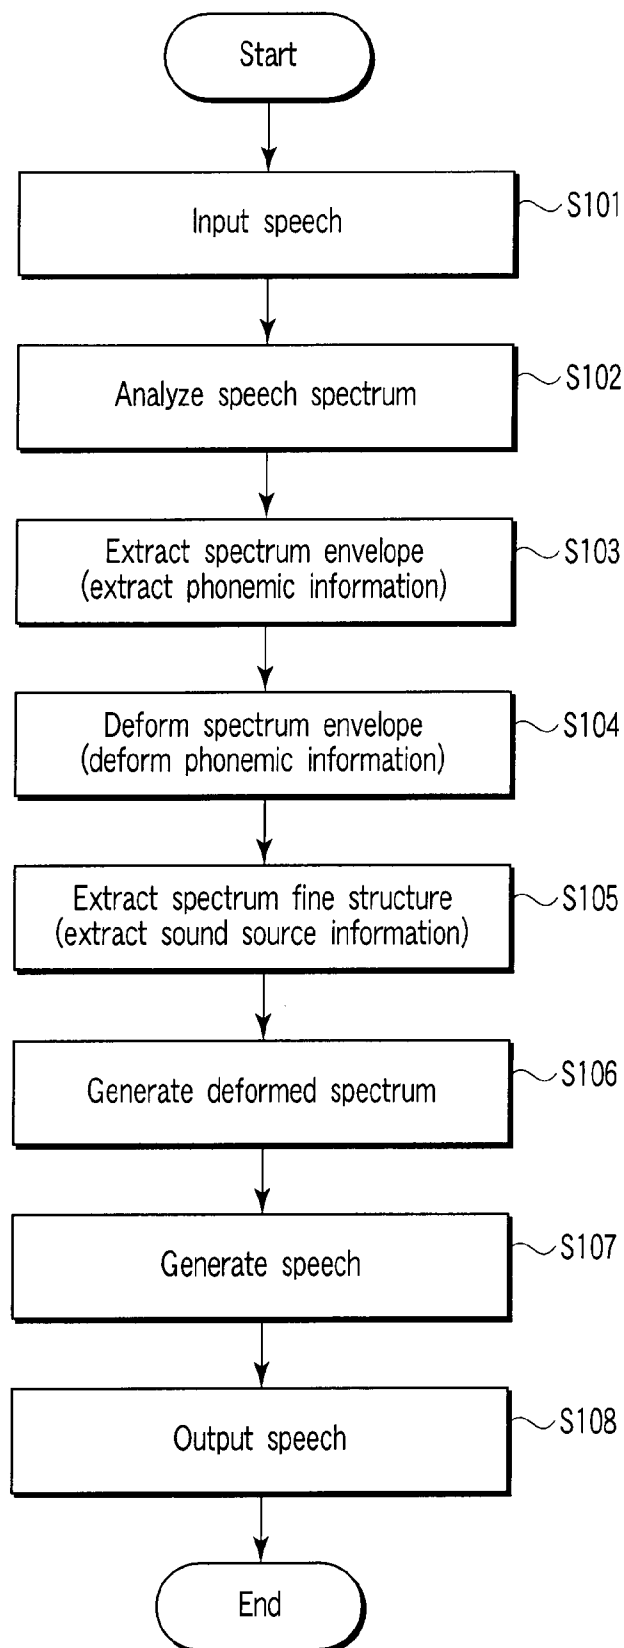 Start
Input speech
S101
Analyze speech spectrum
S102
Extract spectrum envelope
(extract phonemic information)
S103
Deform spectrum envelope
(deform phonemic information)
S104
Extract spectrum fine structure
(extract sound source information)
S105
Generate deformed spectrum
S106
Generate speech
S107
Output speech
S108
End